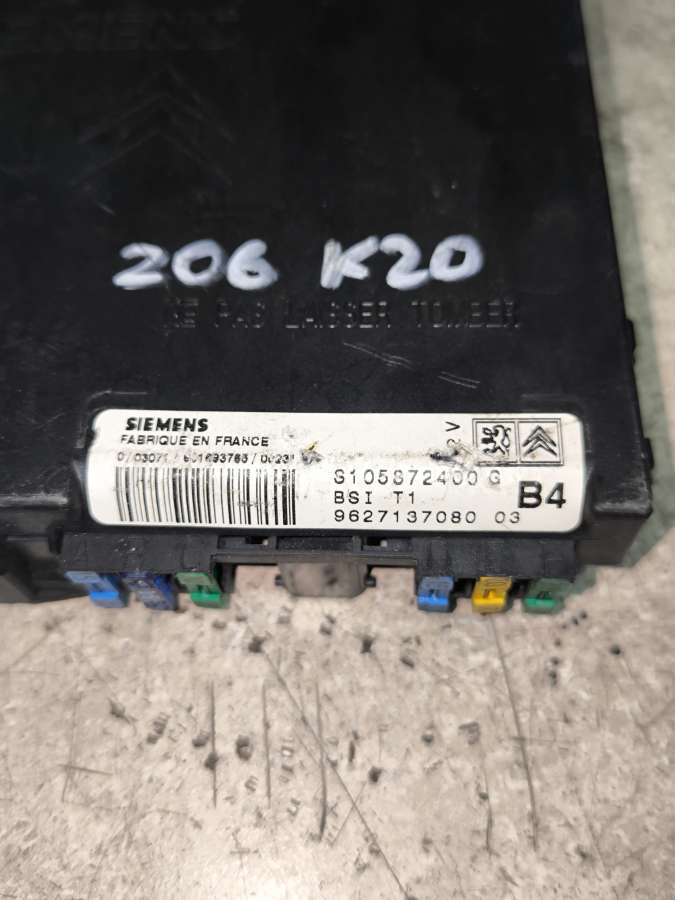 206 K20
NE PAS LAISSER TOMBER
SIEMENS
FABRIQUE EN FRANCE
S105872400 G
BSI T1
B4
9627137080 03